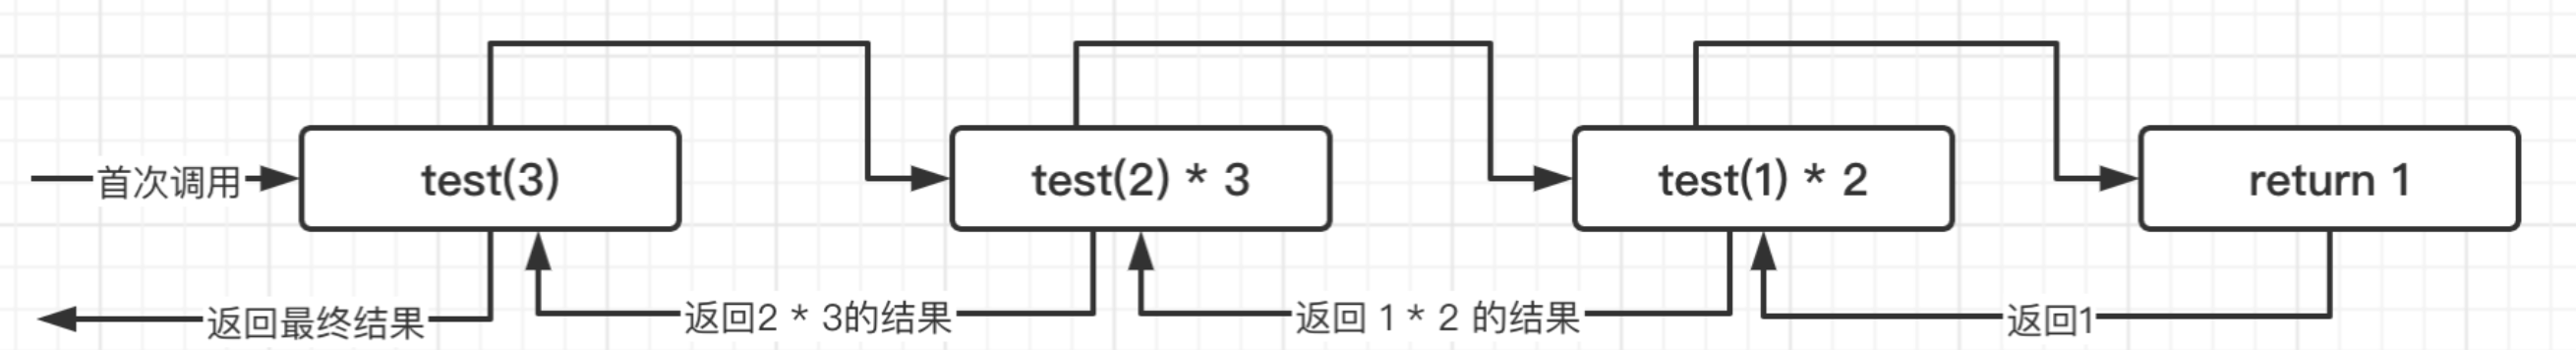 首次调用
test(3)
test(2) * 3
test(1) * 2
return 1
返回最终结果
返回2 * 3的结果
返回 1 * 2 的结果
返回1